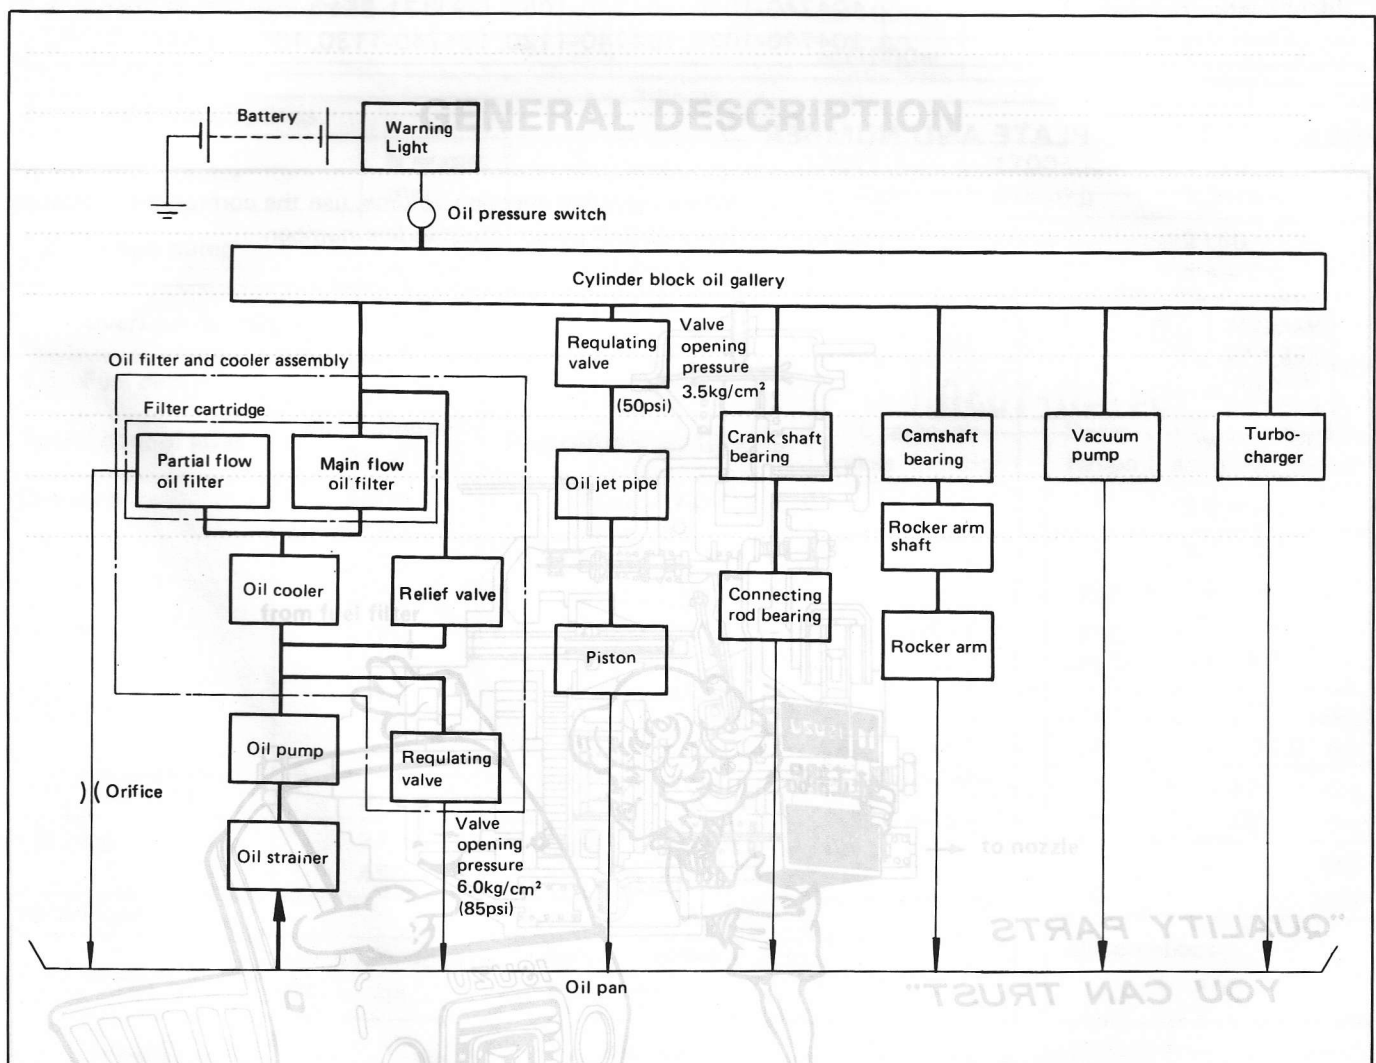 GENERAL DESCRIPTION
Battery
Warning
Light
Oil pressure switch
Cylinder block oil gallery
Oil filter and cooler assembly
Filter cartridge
Partial flow
oil filter
Main flow
oil filter
Oil cooler
Relief valve
from fuel filter
Oil pump
Requlating
valve
Orifice
Oil strainer
Valve
opening
pressure
6.0kg/cm²
(85psi)
Requlating
valve
(50psi)
Valve
opening
pressure
3.5kg/cm²
Oil jet pipe
Piston
Crank shaft
bearing
Connecting
rod bearing
Camshaft
bearing
Rocker arm
shaft
Rocker arm
Vacuum
pump
Turbo-
charger
to nozzle
"QUALITY PARTS
YOU CAN TRUST"
ISUZU
Oil pan